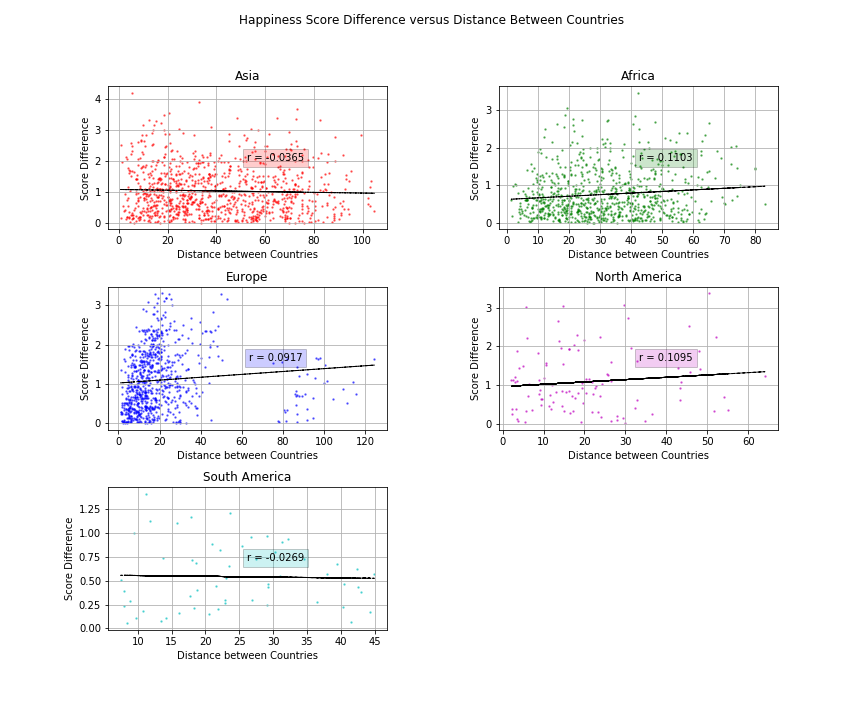 Happiness Score Difference versus Distance Between Countries
Asia
Score Difference
4
3
2
1
0
r = -0.0365
0 20 40 60 80 100
Distance between Countries
Africa
Score Difference
3
2
1
0
r = 0.1103
0 10 20 30 40 50 60 70 80
Distance between Countries
Europe
Score Difference
3
2
1
0
r = 0.0917
0 20 40 60 80 100 120
Distance between Countries
North America
Score Difference
3
2
1
0
r = 0.1095
0 10 20 30 40 50 60
Distance between Countries
South America
Score Difference
1.25
1.00
0.75
0.50
0.25
0.00
r = -0.0269
10 15 20 25 30 35 40 45
Distance between Countries